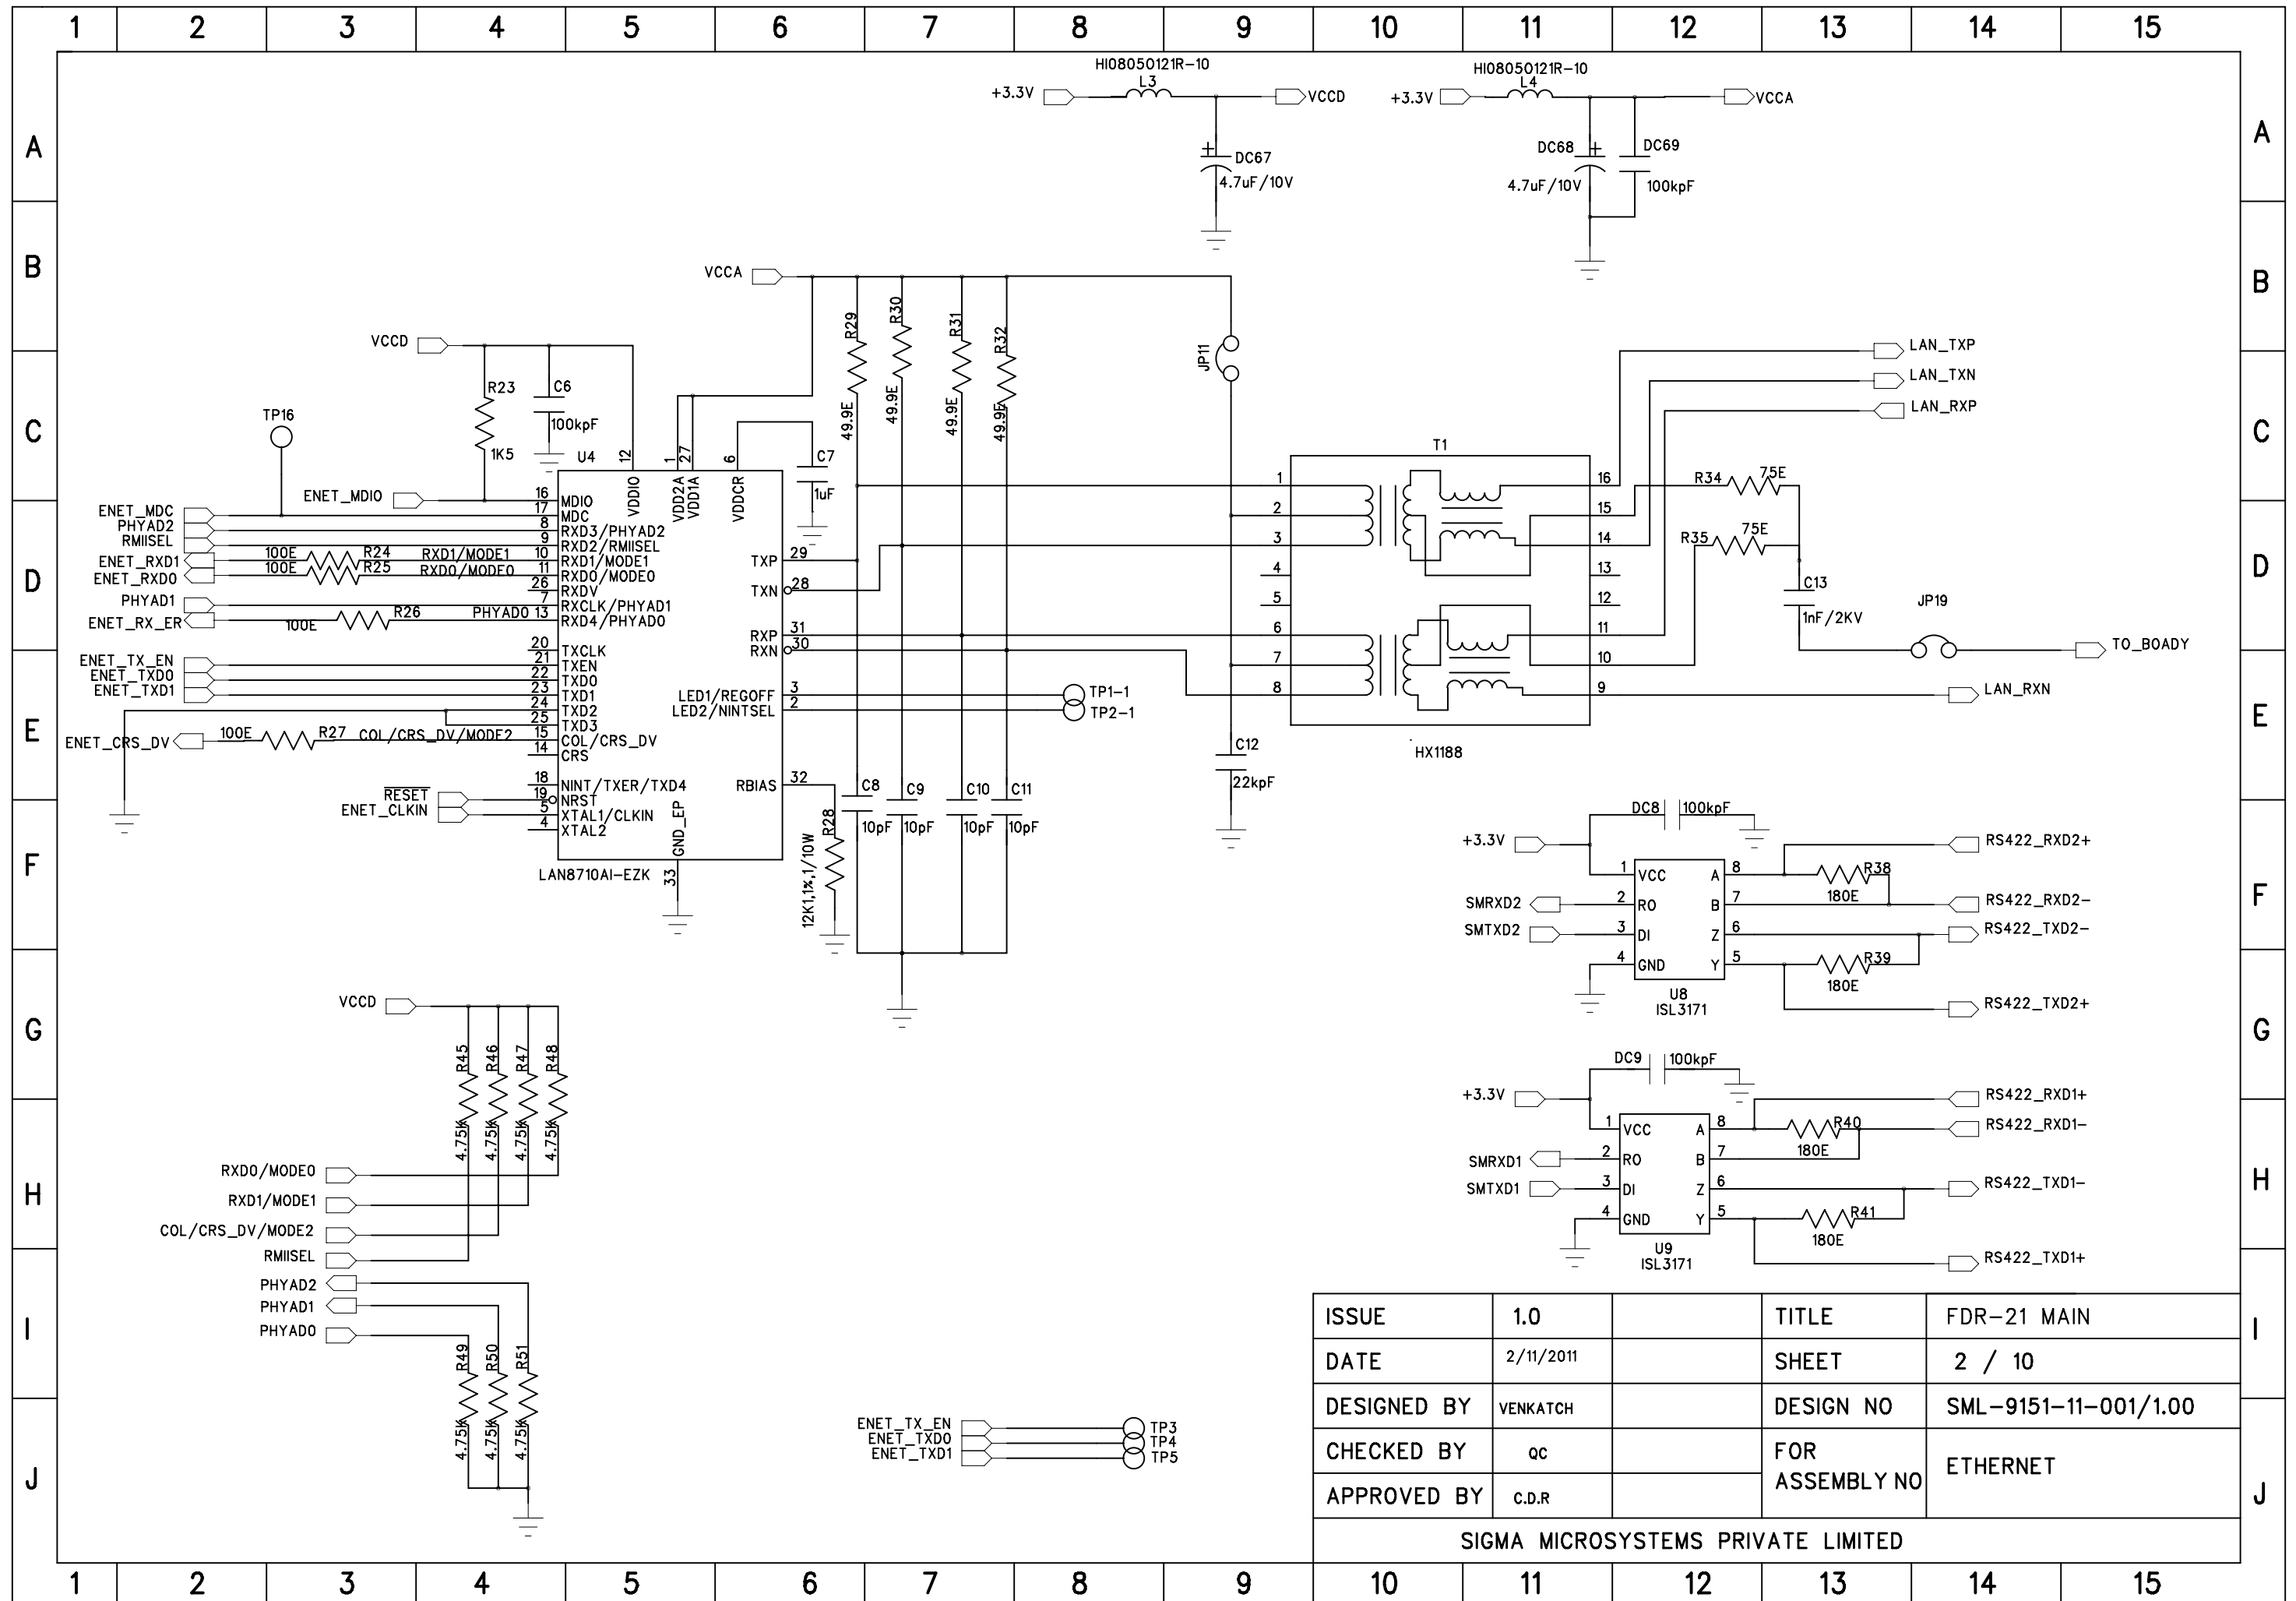 1 2 3 4 5 6 7 8 9 10 11 12 13 14 15
A
B
C
D
E
F
G
H
I
J
A
B
C
D
E
F
G
H
I
J
HI08050121R-10
L3
+3.3V
VCCD
DC67
4.7uF/10V
HI08050121R-10
L4
+3.3V
VCCA
DC68
4.7uF/10V
DC69
100kpF
VCCA
R29
49.9E
R30
49.9E
R31
49.9E
R32
49.9E
JP11
VCCD
R23
1K5
C6
100kpF
TP16
U4
12
1
27
6
C7
1uF
VDDIO
VDD2A
VDD1A
VDDCR
ENET_MDIO
16 MDIO
ENET_MDC
17 MDC
PHYAD2
8 RXD3/PHYAD2
RMIISEL
9 RXD2/RMIISEL
ENET_RXD1
100E R24 RXD1/MODE1
10 RXD1/MODE1
ENET_RXD0
100E R25 RXD0/MODE0
11 RXD0/MODE0
26 RXDV
PHYAD1
7 RXCLK/PHYAD1
ENET_RX_ER
100E R26 PHYAD0
13 RXD4/PHYAD0
20 TXCLK
ENET_TX_EN
21 TXEN
ENET_TXD0
22 TXD0
ENET_TXD1
23 TXD1
24 TXD2
25 TXD3
ENET_CRS_DV
100E R27 COL/CRS_DV/MODE2
15 COL/CRS_DV
14 CRS
18 NINT/TXER/TXD4
RESET
19 NRST
ENET_CLKIN
5 XTAL1/CLKIN
4 XTAL2
GND_EP
33
LAN8710AI-EZK
TXP 29
TXN 28
RXP 31
RXN 30
LED1/REGOFF 3
LED2/NINTSEL 2
TP1-1
TP2-1
RBIAS 32
R28
12K1,1%,1/10W
C8
10pF
C9
10pF
C10
10pF
C11
10pF
C12
22kpF
T1
1
2
3
4
5
6
7
8
16
15
14
13
12
11
10
9
HX1188
LAN_TXP
LAN_TXN
LAN_RXP
R34
75E
R35
75E
C13
1nF/2KV
JP19
TO_BOADY
LAN_RXN
DC8
100kpF
+3.3V
1 VCC
2 RO
3 DI
4 GND
A 8
B 7
Z 6
Y 5
SMRXD2
SMTXD2
U8
ISL3171
R38
180E
R39
180E
RS422_RXD2+
RS422_RXD2-
RS422_TXD2-
RS422_TXD2+
DC9
100kpF
+3.3V
1 VCC
2 RO
3 DI
4 GND
A 8
B 7
Z 6
Y 5
SMRXD1
SMTXD1
U9
ISL3171
R40
180E
R41
180E
RS422_RXD1+
RS422_RXD1-
RS422_TXD1-
RS422_TXD1+
VCCD
R45
R46
R47
R48
4.75K
4.75K
4.75K
4.75K
RXD0/MODE0
RXD1/MODE1
COL/CRS_DV/MODE2
RMIISEL
PHYAD2
PHYAD1
PHYAD0
R49
R50
R51
4.75K
4.75K
4.75K
ENET_TX_EN
ENET_TXD0
ENET_TXD1
TP3
TP4
TP5
ISSUE 1.0 TITLE FDR-21 MAIN
DATE 2/11/2011 SHEET 2 / 10
DESIGNED BY VENKATCH DESIGN NO SML-9151-11-001/1.00
CHECKED BY QC FOR ASSEMBLY NO ETHERNET
APPROVED BY C.D.R
SIGMA MICROSYSTEMS PRIVATE LIMITED
1 2 3 4 5 6 7 8 9 10 11 12 13 14 15